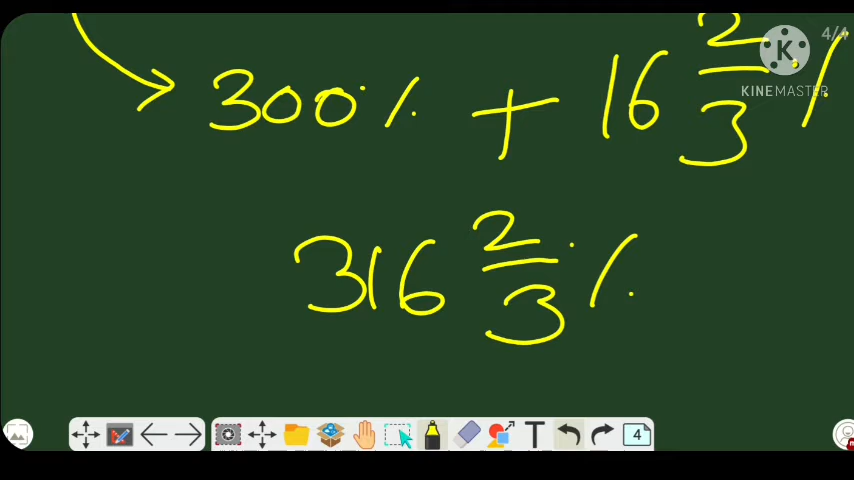 4/4
300% + 16 2/3 %
K
KINEMASTER
316 2/3 %
T
4